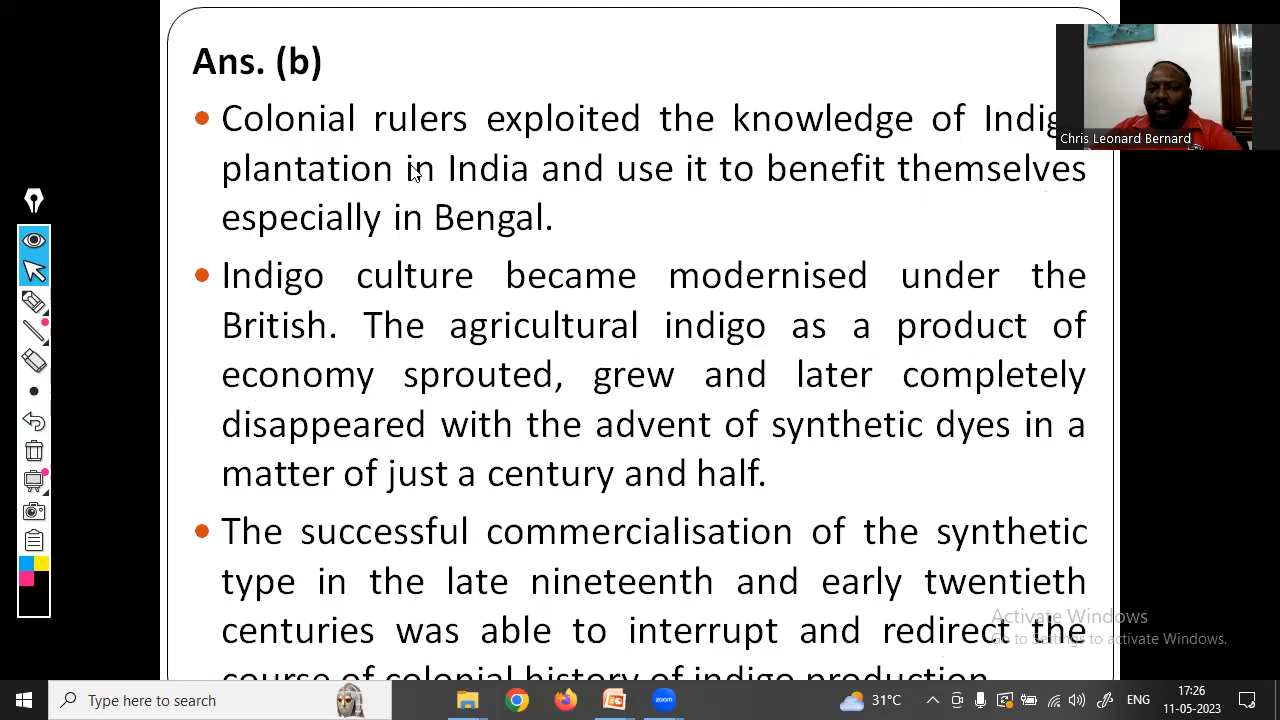 Ans. (b)
Colonial rulers exploited the knowledge of Indig
plantation in India and use it to benefit themselves
especially in Bengal.
Indigo culture became modernised under the
British. The agricultural indigo as a product of
economy sprouted, grew and later completely
disappeared with the advent of synthetic dyes in a
matter of just a century and half.
The successful commercialisation of the synthetic
type in the late nineteenth and early twentieth
centuries was able to interrupt and redirect the
course of colonial history of indigo production.
Chris Leonard Bernard
Activate Windows
Go to Settings to activate Windows.
Type here to search
zoom
31°C
ENG
17:26
11-05-2023